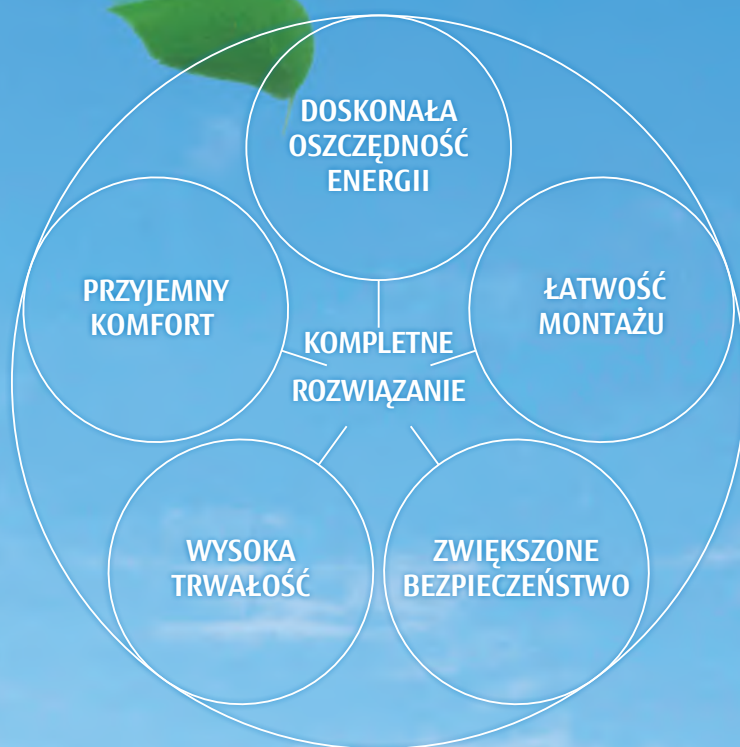 DOSKONAŁA
OSZCZĘDNOŚĆ
ENERGII
PRZYJEMNY
KOMFORT
ŁATWOŚĆ
MONTAŻU
KOMPLETNE
ROZWIĄZANIE
WYSOKA
TRWAŁOŚĆ
ZWIĘKSZONE
BEZPIECZEŃSTWO